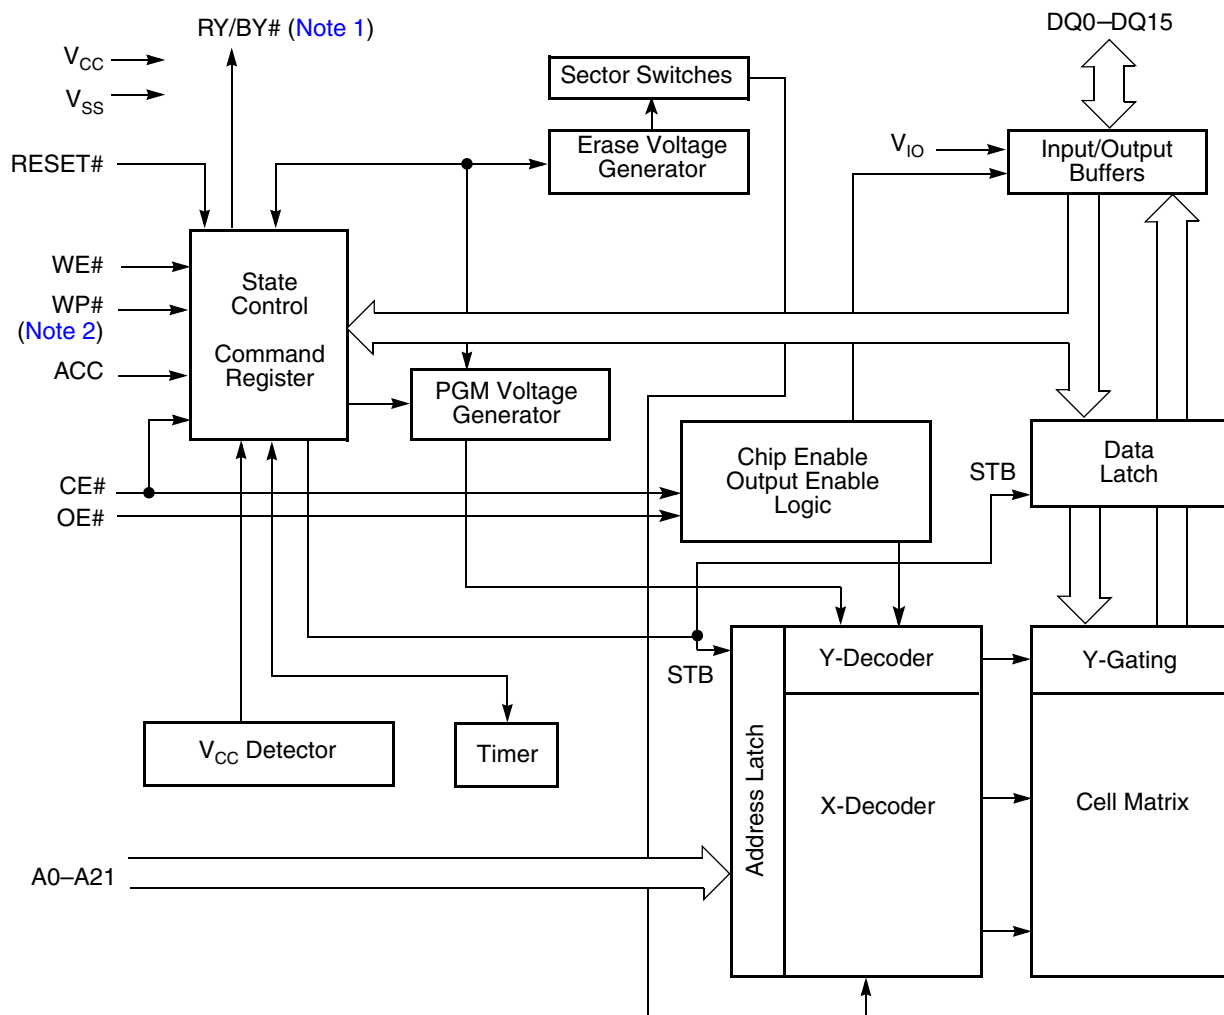 RY/BY# (Note 1)
DQ0–DQ15
VCC
VSS
Sector Switches
Erase Voltage
Generator
VIO
Input/Output
Buffers
RESET#
WE#
WP#
(Note 2)
ACC
State
Control
Command
Register
PGM Voltage
Generator
Chip Enable
Output Enable
Logic
STB
Data
Latch
CE#
OE#
STB
Y-Decoder
Y-Gating
VCC Detector
Timer
Address Latch
X-Decoder
Cell Matrix
A0–A21